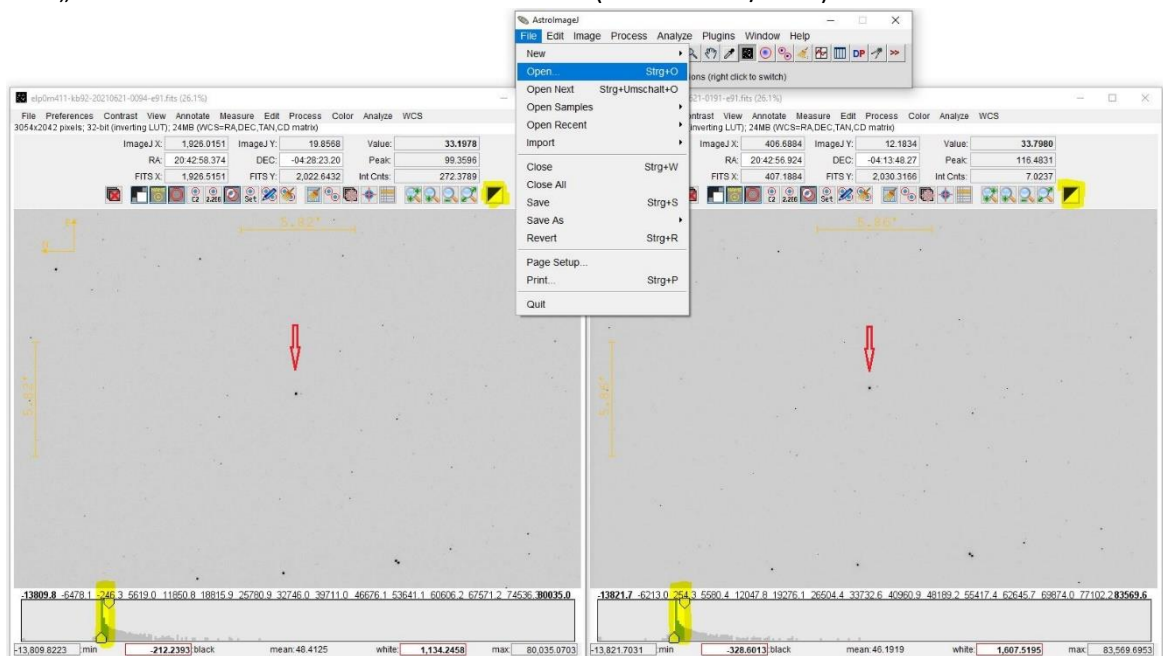 AstroImageJ
File Edit Image Process Analyze Plugins Window Help
DP
>>
ions (right click to switch)
New
Open... Strg+O
Open Next Strg+Umschalt+O
Open Samples
Open Recent
Import
Close Strg+W
Close All
Save Strg+S
Save As
Revert Strg+R
Page Setup...
Print... Strg+P
Quit
elp0m411-kb92-20210621-0094-e91.fits (26.1%)
File Preferences Contrast View Annotate Measure Edit Process Color Analyze WCS
3054x2042 pixels; 32-bit (inverting LUT); 24MB (WCS=RA,DEC,TAN,CD matrix)
ImageJ X: 1,926.0151 ImageJ Y: 19.8568 Value: 33.1978
RA: 20:42:58.374 DEC: -04:28:23.20 Peak: 99.3596
FITS X: 1,926.5151 FITS Y: 2,022.6432 Int Cnts: 272.3789
C2 2.2E6 Set
5.82'
5.82'
-13809.8 -6478.1 -246.3 5619.0 11850.8 18815.9 25780.9 32746.0 39711.0 46676.1 53641.1 60606.2 67571.2 74536.3 80035.0
-13,809.8223 :min -212.2393 :black mean: 48.4125 white: 1,134.2458 max: 80,035.0703
621-0191-e91.fits (26.1%)
ntrast View Annotate Measure Edit Process Color Analyze WCS
inverting LUT); 24MB (WCS=RA,DEC,TAN,CD matrix)
ImageJ X: 406.6884 ImageJ Y: 12.1834 Value: 33.7980
RA: 20:42:56.924 DEC: -04:13:48.27 Peak: 116.4831
FITS X: 407.1884 FITS Y: 2,030.3166 Int Cnts: 7.0237
C2 2.2E6 Set
-13821.7 -6213.0 254.3 5580.4 12047.8 19276.1 26504.4 33732.6 40960.9 48189.2 55417.4 62645.7 69874.0 77102.2 83569.6
-13,821.7031 :min -328.6013 :black mean: 46.1919 white: 1,607.5195 max: 83,569.6953